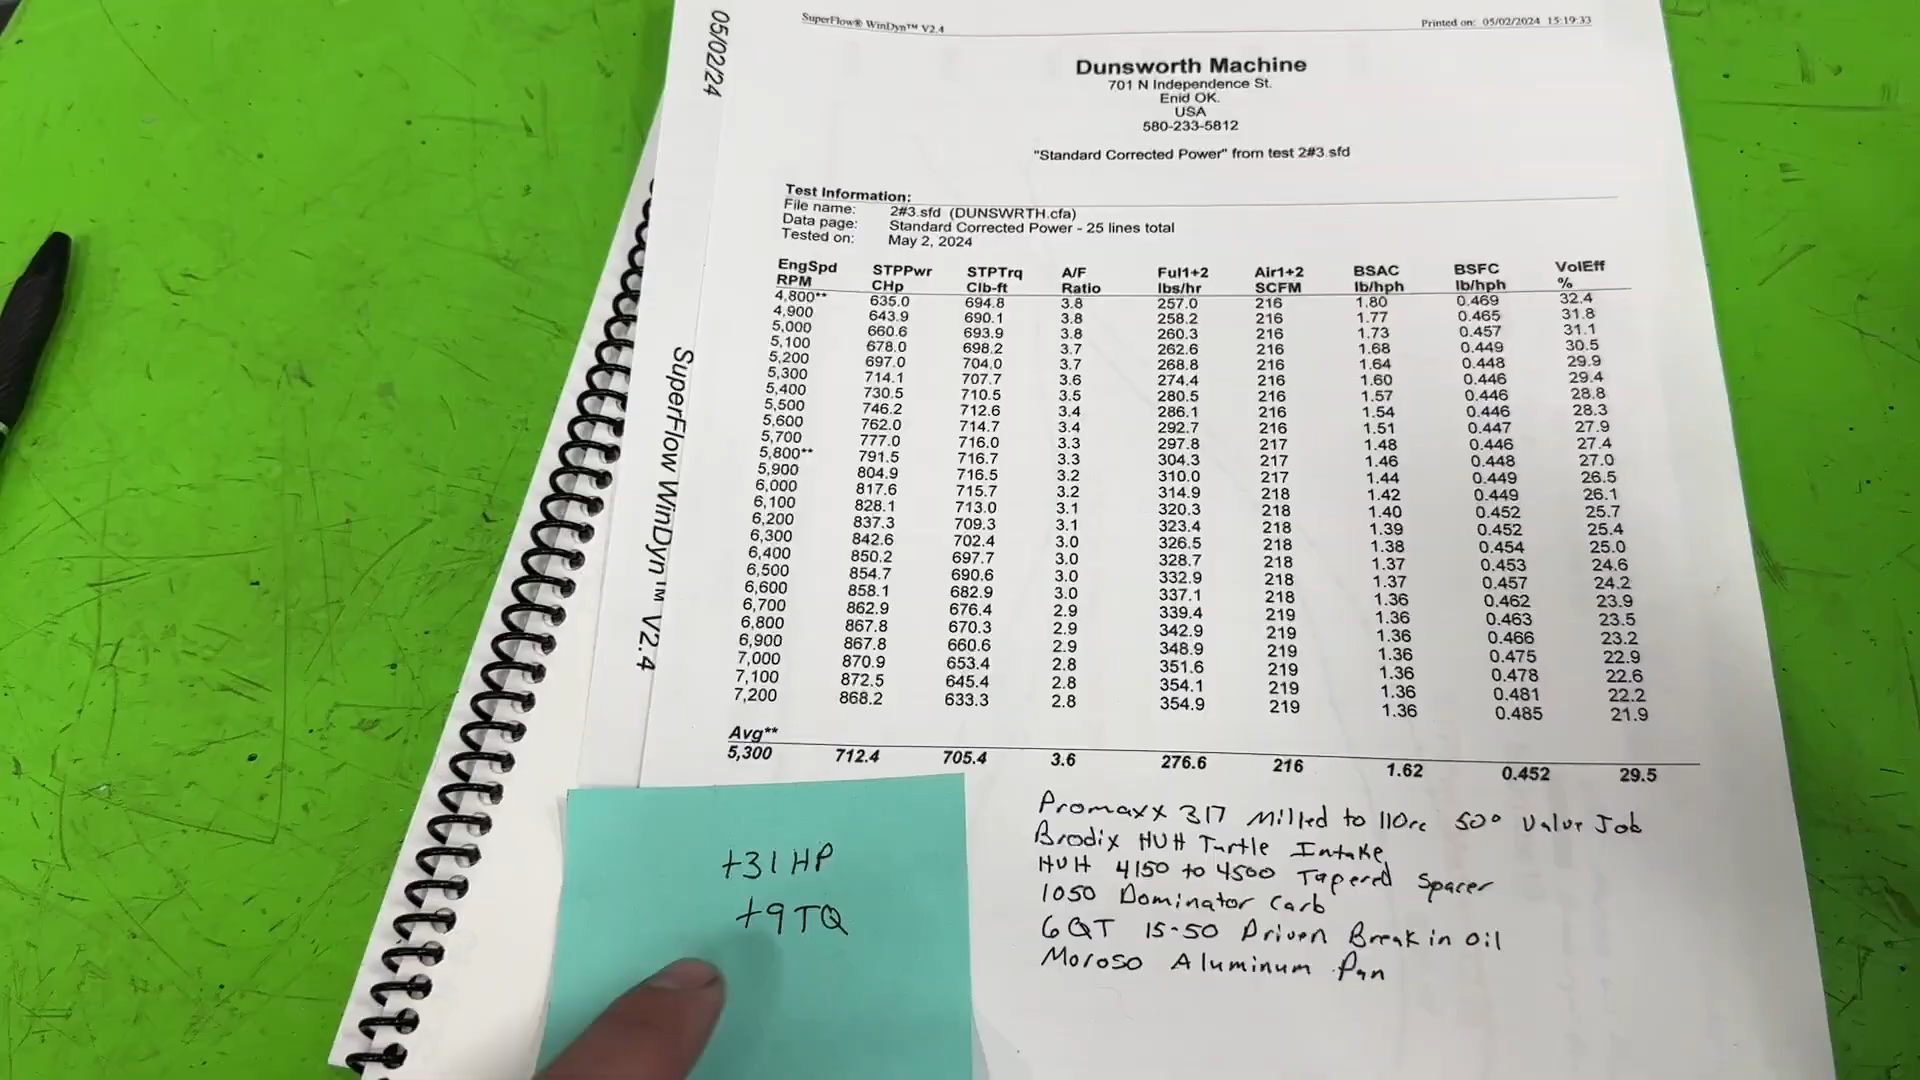 SuperFlow® WinDyn™ V2.4
Printed on: 05/02/2024 15:19:33
05/02/24
SuperFlow WinDyn™ V2.4
Dunsworth Machine
701 N Independence St.
Enid OK.
USA
580-233-5812
"Standard Corrected Power" from test 2#3.sfd
Test Information:
File name: 2#3.sfd (DUNSWRTH.cfa)
Data page: Standard Corrected Power - 25 lines total
Tested on: May 2, 2024
EngSpd STPPwr STPTrq A/F Ful1+2 Air1+2 BSAC BSFC VolEff
RPM CHp Clb-ft Ratio lbs/hr SCFM lb/hph lb/hph %
4,800** 635.0 694.8 3.8 257.0 216 1.80 0.469 32.4
4,900 643.9 690.1 3.8 258.2 216 1.77 0.465 31.8
5,000 660.6 693.9 3.8 260.3 216 1.73 0.457 31.1
5,100 678.0 698.2 3.7 262.6 216 1.68 0.449 30.5
5,200 697.0 704.0 3.7 268.8 216 1.64 0.448 29.9
5,300 714.1 707.7 3.6 274.4 216 1.60 0.446 29.4
5,400 730.5 710.5 3.5 280.5 216 1.57 0.446 28.8
5,500 746.2 712.6 3.4 286.1 216 1.54 0.446 28.3
5,600 762.0 714.7 3.4 292.7 216 1.51 0.447 27.9
5,700 777.0 716.0 3.3 297.8 217 1.48 0.446 27.4
5,800** 791.5 716.7 3.3 304.3 217 1.46 0.448 27.0
5,900 804.9 716.5 3.2 310.0 217 1.44 0.449 26.5
6,000 817.6 715.7 3.2 314.9 218 1.42 0.449 26.1
6,100 828.1 713.0 3.1 320.3 218 1.40 0.452 25.7
6,200 837.3 709.3 3.1 323.4 218 1.39 0.452 25.4
6,300 842.6 702.4 3.0 326.5 218 1.38 0.454 25.0
6,400 850.2 697.7 3.0 328.7 218 1.37 0.453 24.6
6,500 854.7 690.6 3.0 332.9 218 1.37 0.457 24.2
6,600 858.1 682.9 3.0 337.1 218 1.36 0.462 23.9
6,700 862.9 676.4 2.9 339.4 219 1.36 0.463 23.5
6,800 867.8 670.3 2.9 342.9 219 1.36 0.466 23.2
6,900 867.8 660.6 2.9 348.9 219 1.36 0.475 22.9
7,000 870.9 653.4 2.8 351.6 219 1.36 0.478 22.6
7,100 872.5 645.4 2.8 354.1 219 1.36 0.481 22.2
7,200 868.2 633.3 2.8 354.9 219 1.36 0.485 21.9
Avg**
5,300 712.4 705.4 3.6 276.6 216 1.62 0.452 29.5
Promaxx 317 Milled to 110cc 50° Valve Job
Brodix HVH Turtle Intake
HVH 4150 to 4500 Tapered Spacer
1050 Dominator Carb
6 QT 15-50 Driven Break in Oil
Moroso Aluminum Pan
+31 HP
+9 TQ